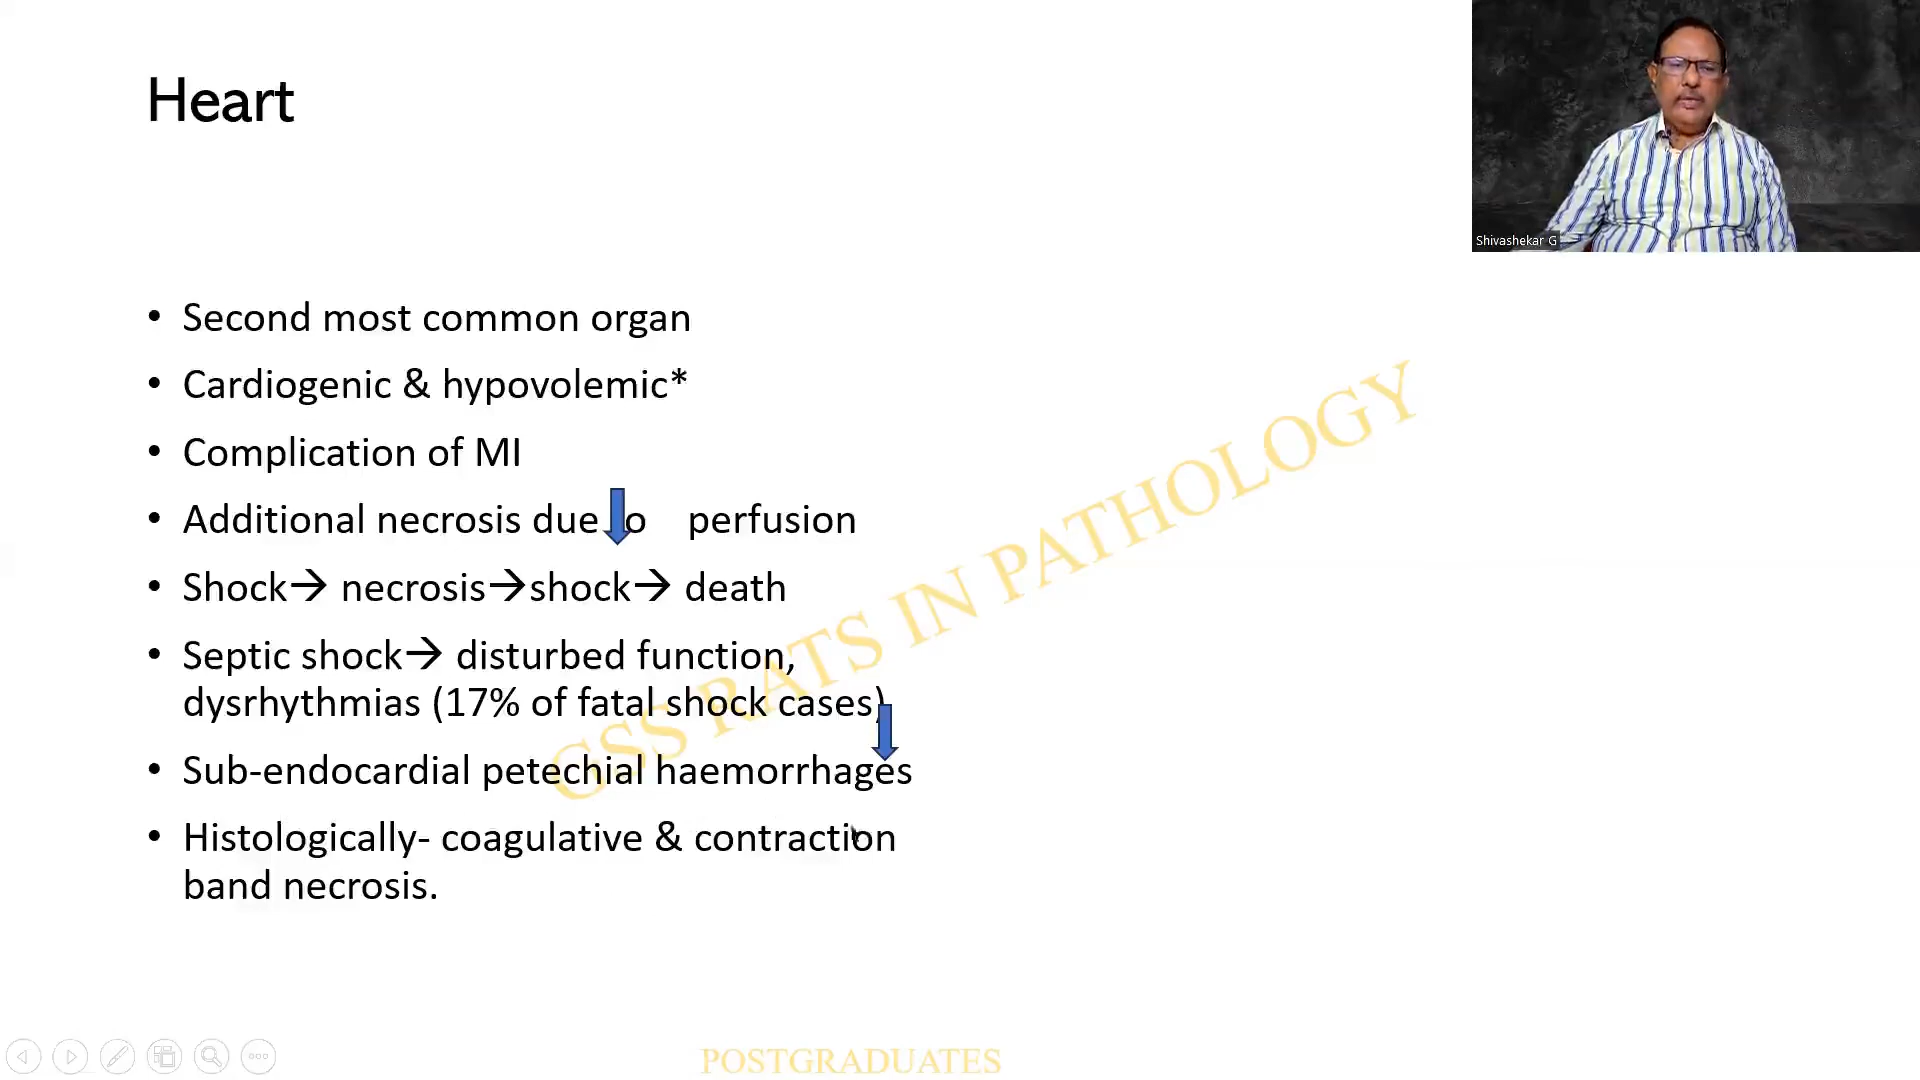 Heart
Shivashekar G
• Second most common organ
• Cardiogenic & hypovolemic*
• Complication of MI
• Additional necrosis due to perfusion
• Shock→ necrosis→shock→ death
• Septic shock→ disturbed function,
dysrhythmias (17% of fatal shock cases)
• Sub-endocardial petechial haemorrhages
• Histologically- coagulative & contraction
band necrosis.
GSS RATS IN PATHOLOGY
POSTGRADUATES